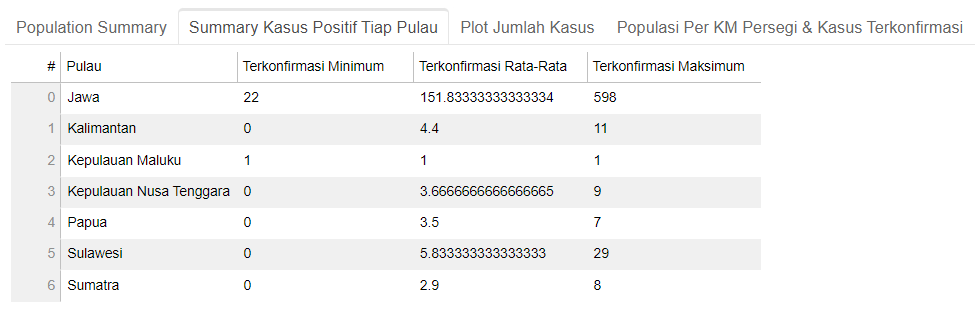 Population Summary Summary Kasus Positif Tiap Pulau Plot Jumlah Kasus Populasi Per KM Persegi & Kasus Terkonfirmasi
# Pulau Terkonfirmasi Minimum Terkonfirmasi Rata-Rata Terkonfirmasi Maksimum
0 Jawa 22 151.83333333333334 598
1 Kalimantan 0 4.4 11
2 Kepulauan Maluku 1 1 1
3 Kepulauan Nusa Tenggara 0 3.6666666666666665 9
4 Papua 0 3.5 7
5 Sulawesi 0 5.833333333333333 29
6 Sumatra 0 2.9 8